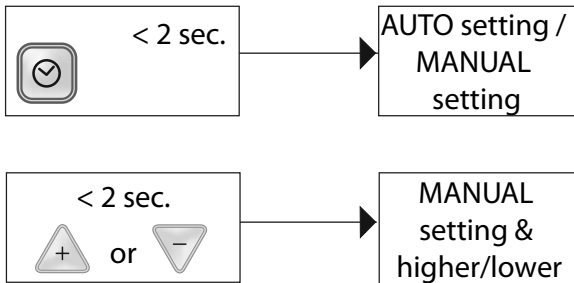 < 2 sec.
AUTO setting /
MANUAL
setting
< 2 sec.
+ or −
MANUAL
setting &
higher/lower